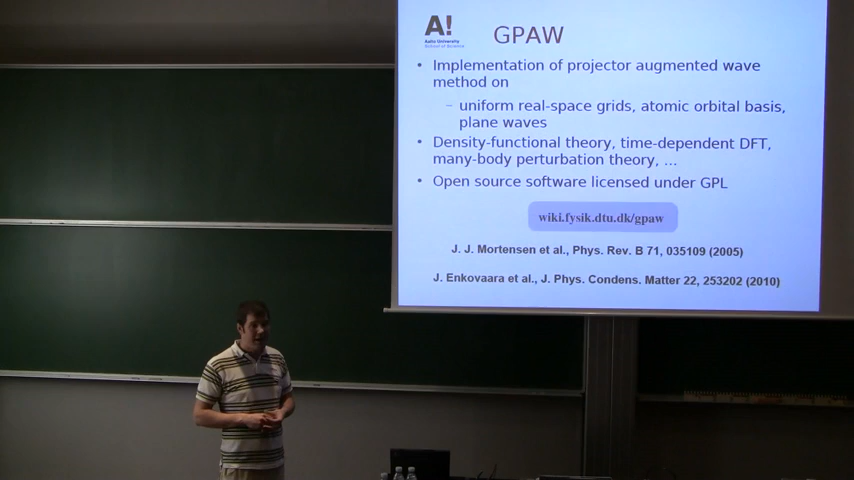 A!
Aalto University
School of Science
GPAW
• Implementation of projector augmented wave
method on
– uniform real-space grids, atomic orbital basis,
plane waves
• Density-functional theory, time-dependent DFT,
many-body perturbation theory, ...
• Open source software licensed under GPL
wiki.fysik.dtu.dk/gpaw
J. J. Mortensen et al., Phys. Rev. B 71, 035109 (2005)
J. Enkovaara et al., J. Phys. Condens. Matter 22, 253202 (2010)